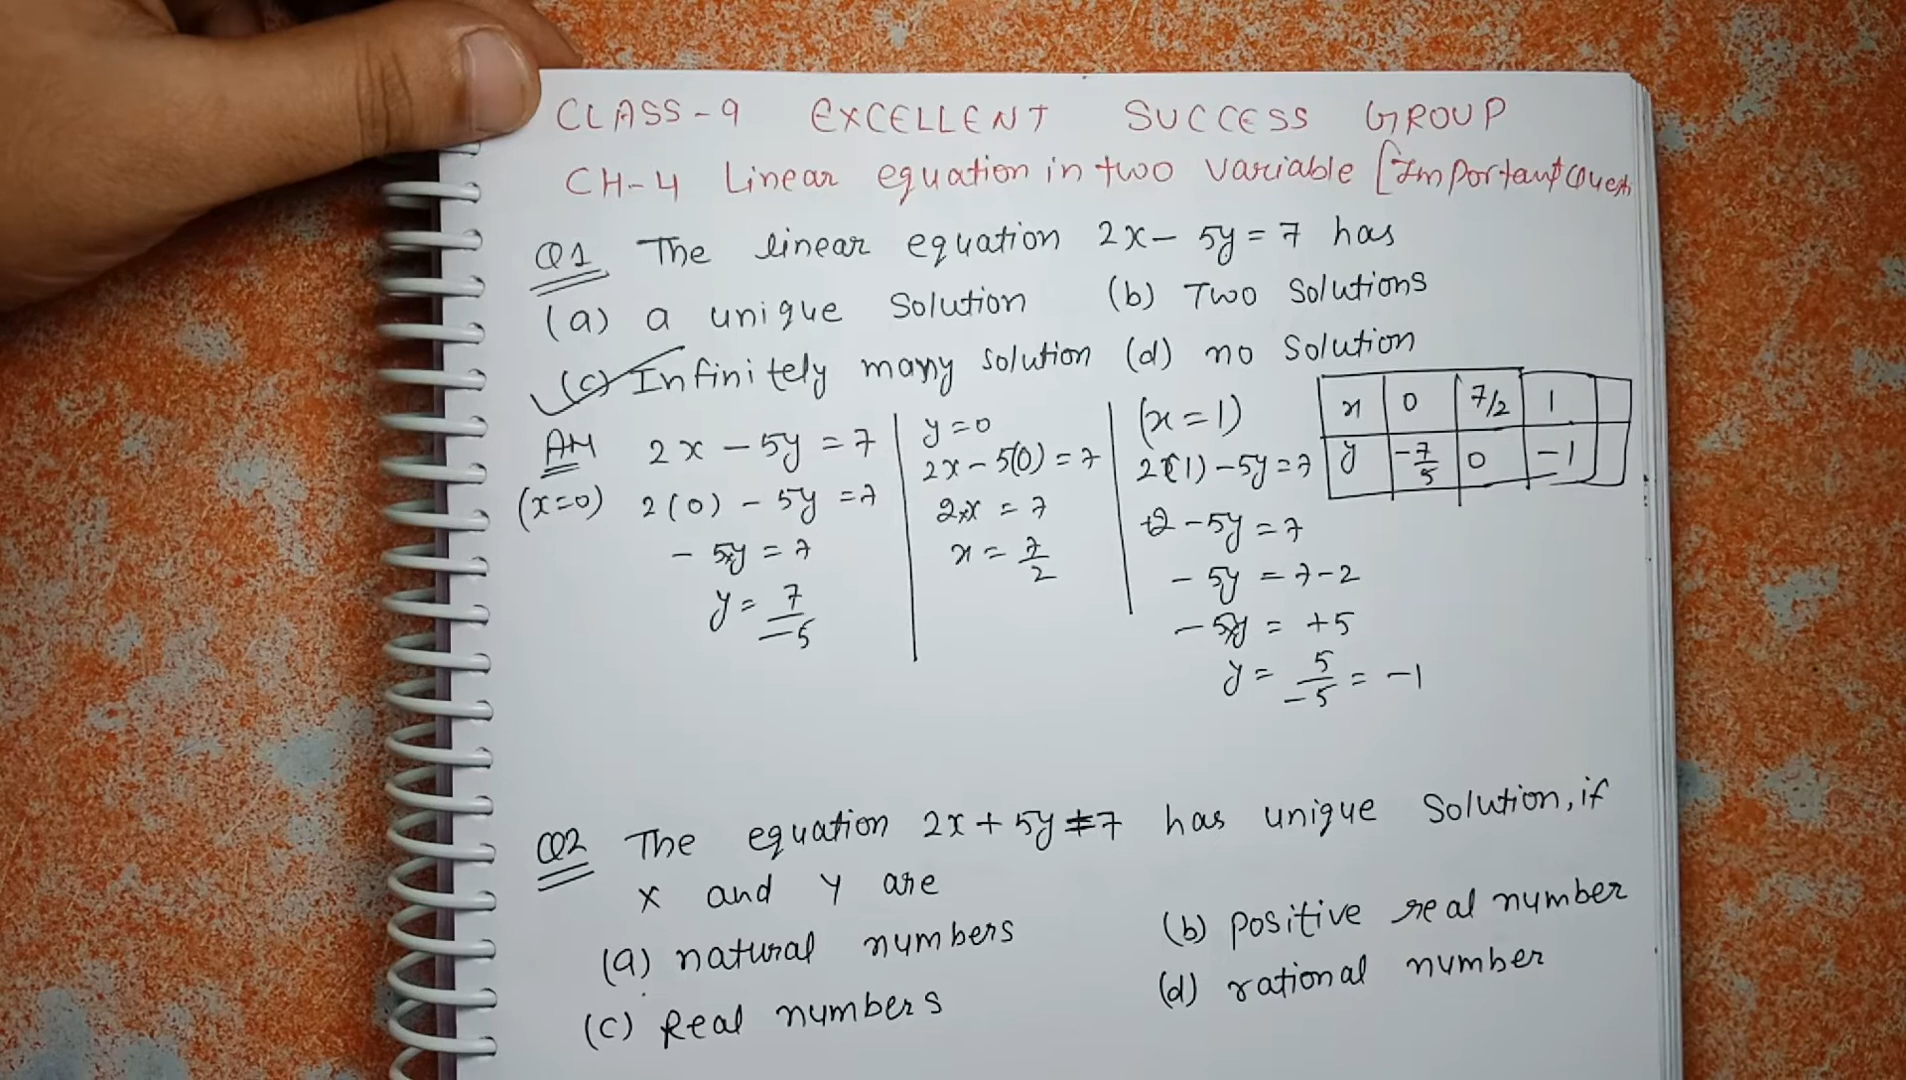 CLASS-9 EXCELLENT SUCCESS GROUP
CH-4 Linear equation in two variable [Important Quest
Q1 The linear equation 2x - 5y = 7 has
(a) a unique solution (b) Two solutions
(c) Infinitely many solution (d) no solution
Ans 2x - 5y = 7
(x=0) 2(0) - 5y = 7
- 5y = 7
y = 7/-5
y=0
2x - 5(0) = 7
2x = 7
x = 7/2
(x=1)
2(1) - 5y = 7
+2 - 5y = 7
- 5y = 7-2
- 5y = +5
y = 5/-5 = -1
x 0 7/2 1
y -7/5 0 -1
Q2 The equation 2x + 5y = 7 has unique solution, if
x and y are
(a) natural numbers (b) positive real number
(c) Real numbers (d) rational number